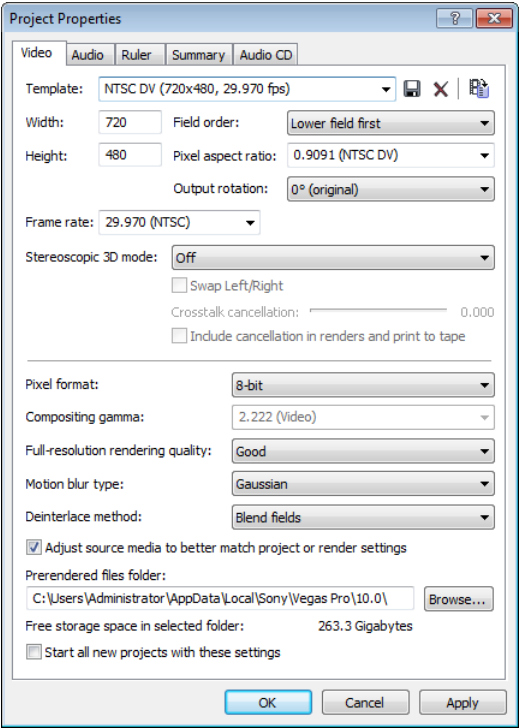 Project Properties
Video Audio Ruler Summary Audio CD
Template: NTSC DV (720x480, 29.970 fps)
Width: 720 Field order: Lower field first
Height: 480 Pixel aspect ratio: 0.9091 (NTSC DV)
Output rotation: 0° (original)
Frame rate: 29.970 (NTSC)
Stereoscopic 3D mode: Off
Swap Left/Right
Crosstalk cancellation: 0.000
Include cancellation in renders and print to tape
Pixel format: 8-bit
Compositing gamma: 2.222 (Video)
Full-resolution rendering quality: Good
Motion blur type: Gaussian
Deinterlace method: Blend fields
Adjust source media to better match project or render settings
Prerendered files folder:
C:\Users\Administrator\AppData\Local\Sony\Vegas Pro\10.0\ Browse...
Free storage space in selected folder: 263.3 Gigabytes
Start all new projects with these settings
OK Cancel Apply